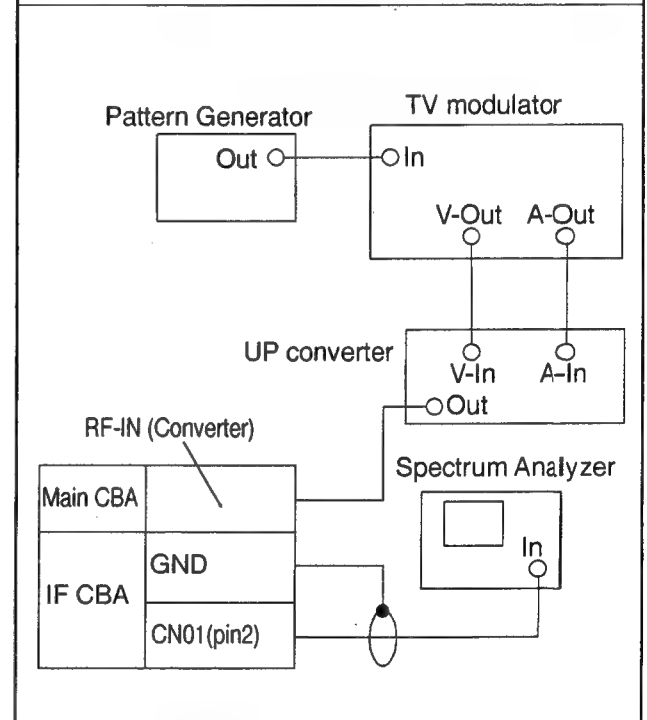 Pattern Generator
TV modulator
Out
In
V-Out A-Out
UP converter
V-In A-In
Out
RF-IN (Converter)
Spectrum Analyzer
Main CBA
In
GND
IF CBA
CN01(pin2)